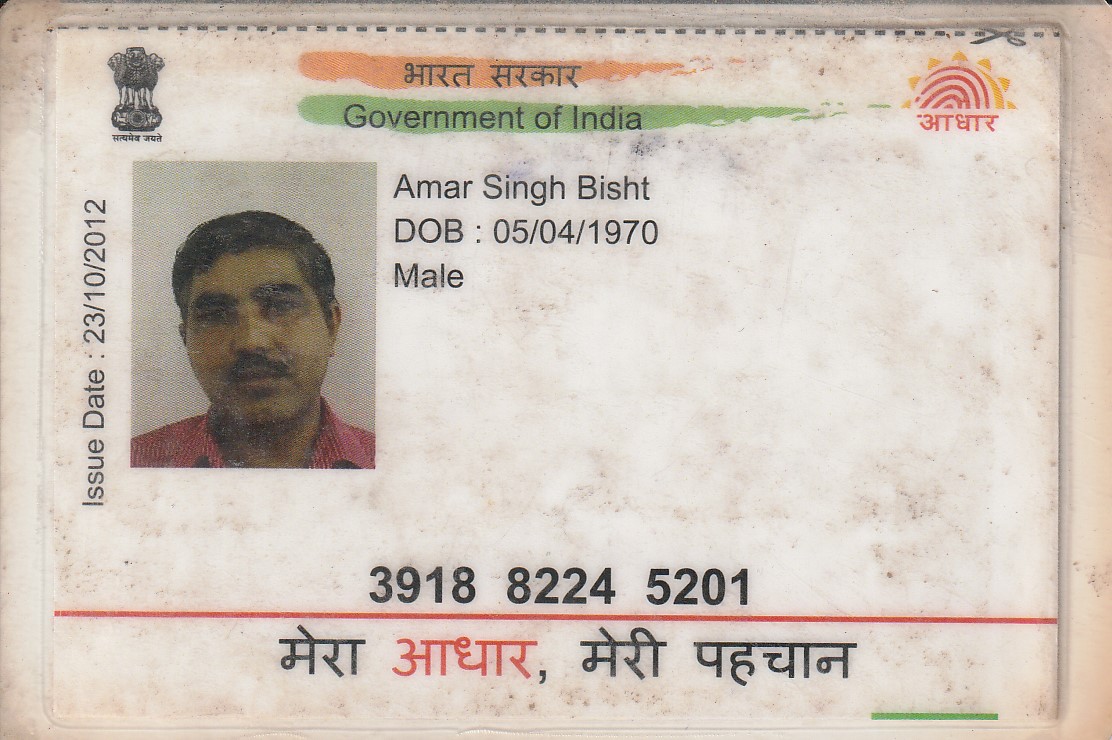 भारत सरकार
Government of India
सत्यमेव जयते
आधार
Amar Singh Bisht
DOB : 05/04/1970
Male
Issue Date : 23/10/2012
3918 8224 5201
मेरा आधार, मेरी पहचान